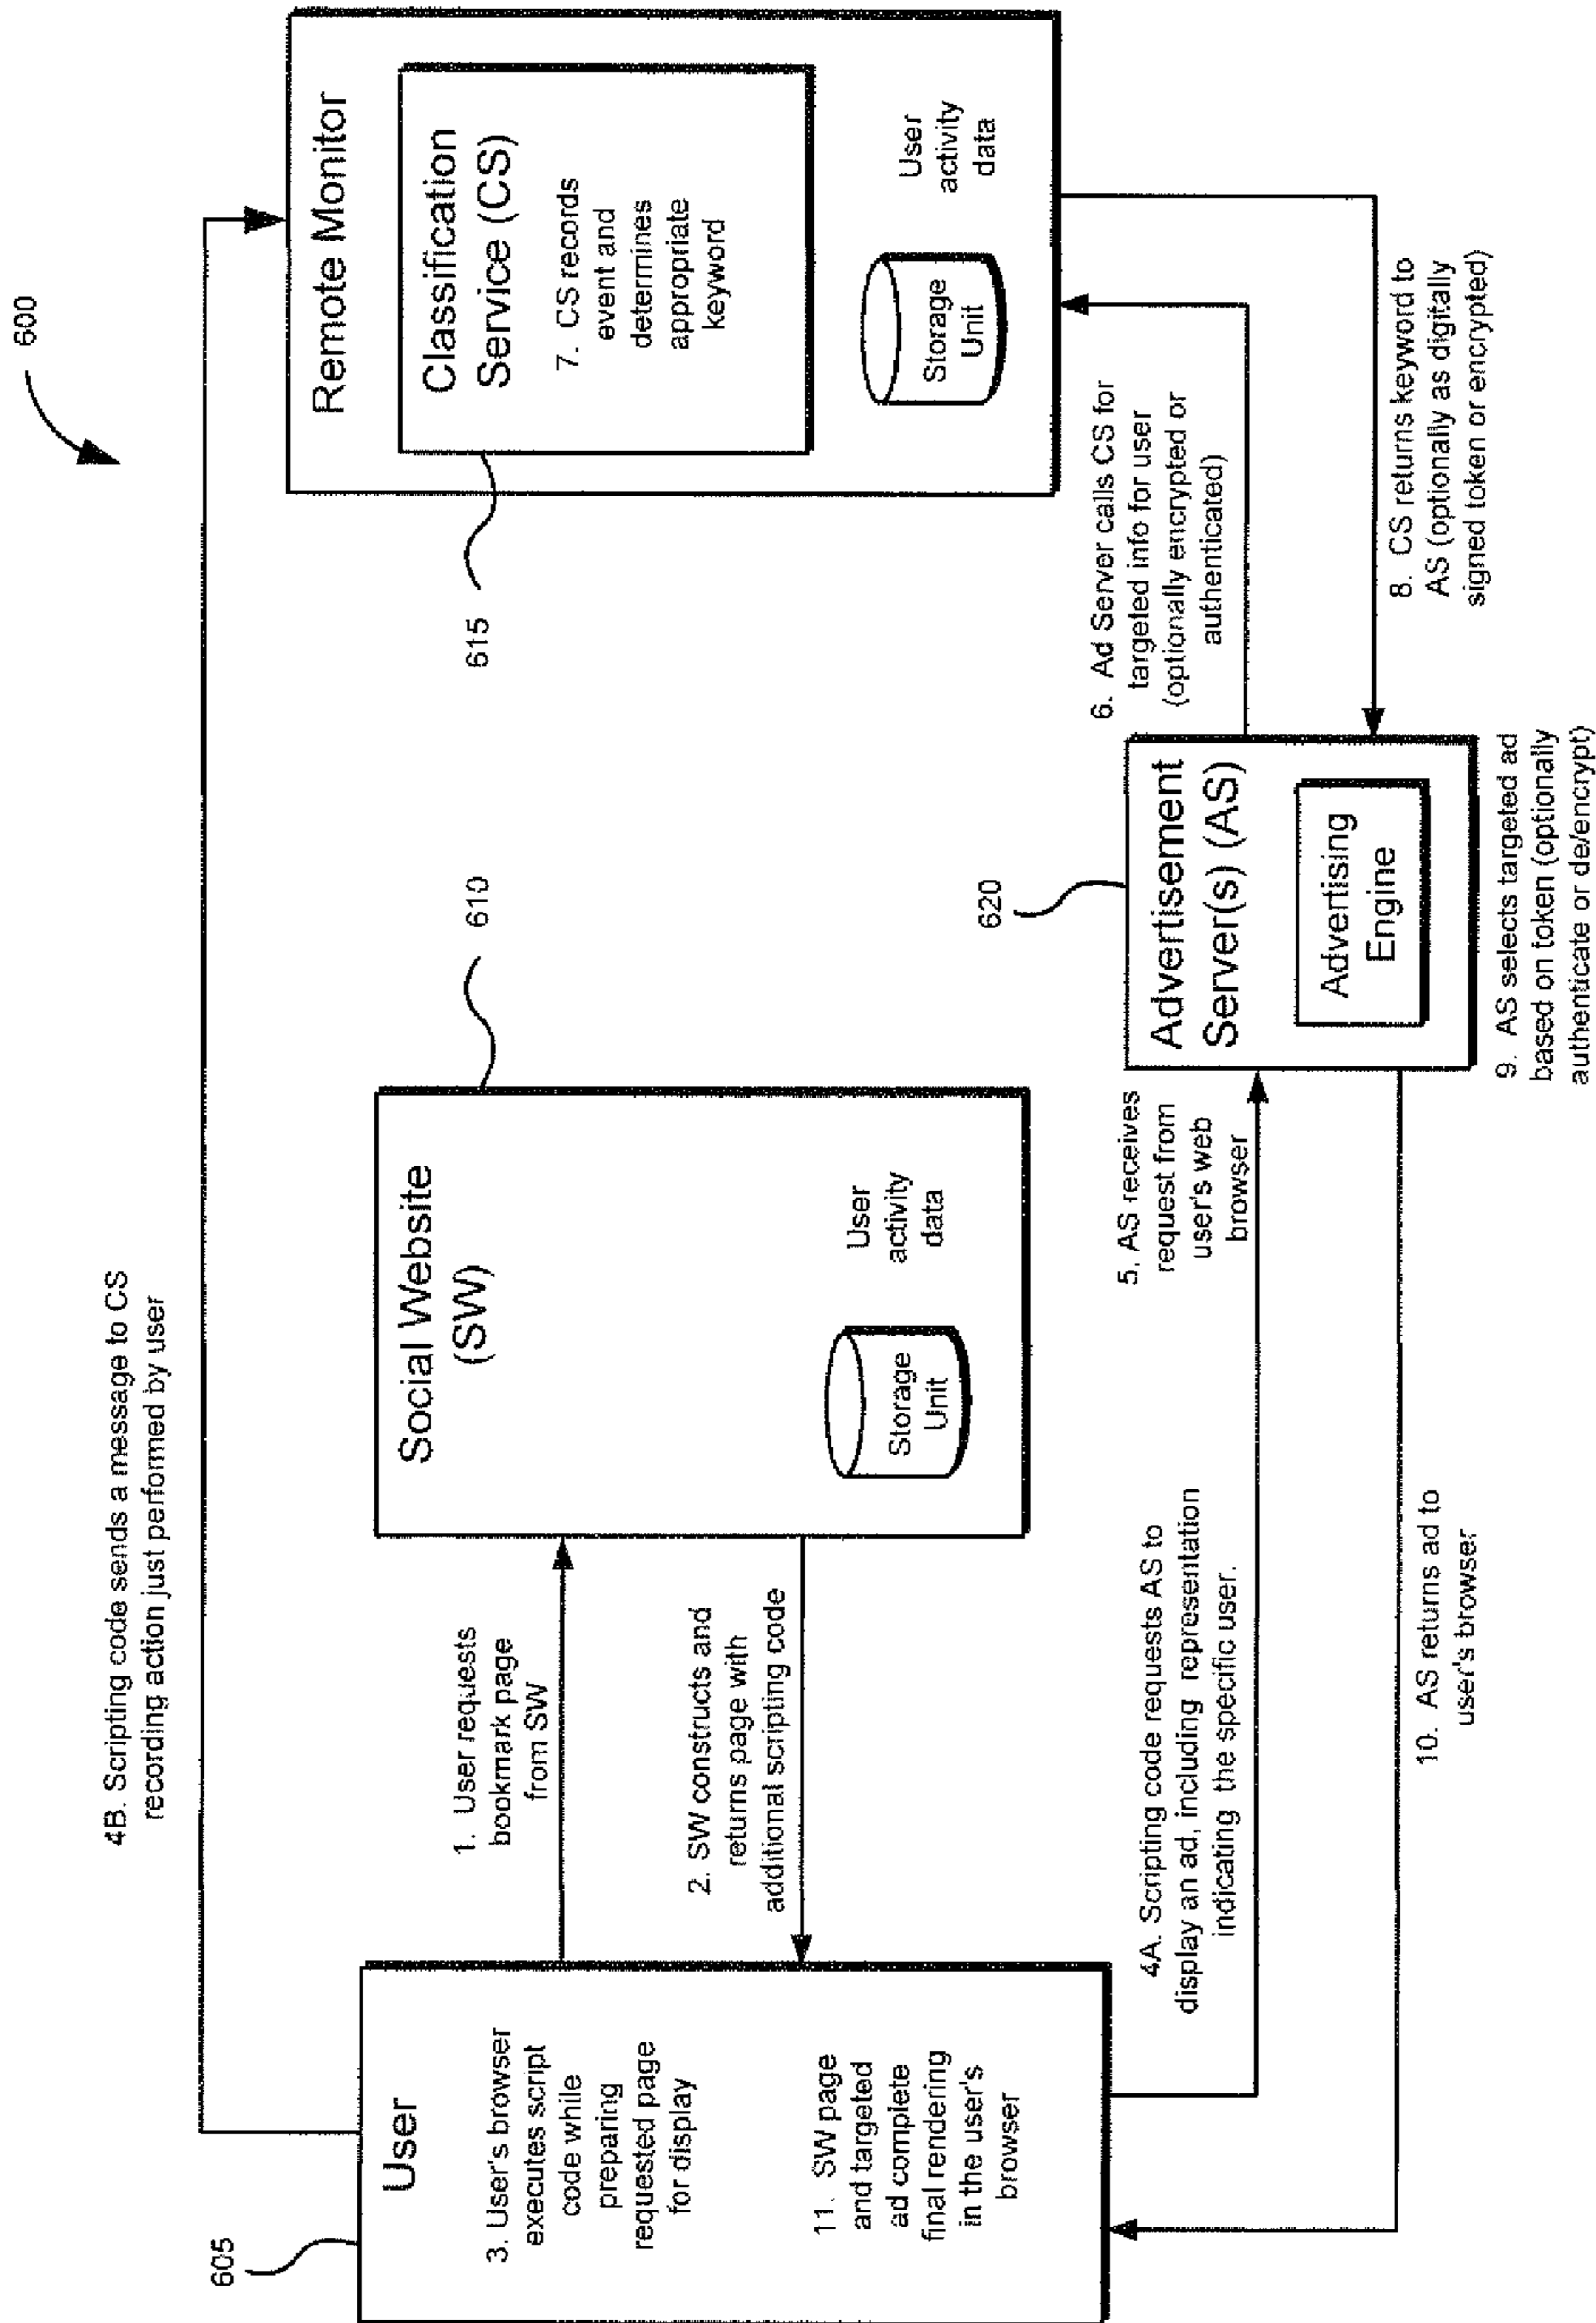 600
4B. Scripting code sends a message to CS
recording action just performed by user
605
User
3. User's browser
executes script
code while
preparing
requested page
for display
11. SW page
and targeted
ad complete
final rendering
in the user's
browser
1. User requests
bookmark page
from SW
2. SW constructs and
returns page with
additional scripting code
610
Social Website
(SW)
Storage
Unit
User
activity
data
615
Remote Monitor
Classification
Service (CS)
7. CS records
event and
determines
appropriate
keyword
Storage
Unit
User
activity
data
4A. Scripting code requests AS to
display an ad, including representation
indicating the specific user.
5. AS receives
request from
user's web
browser
620
Advertisement
Server(s) (AS)
Advertising
Engine
6. Ad Server calls CS for
targeted info for user
(optionally encrypted or
authenticated)
8. CS returns keyword to
AS (optionally as digitally
signed token or encrypted)
9. AS selects targeted ad
based on token (optionally
authenticate or de/encrypt)
10. AS returns ad to
user's browser